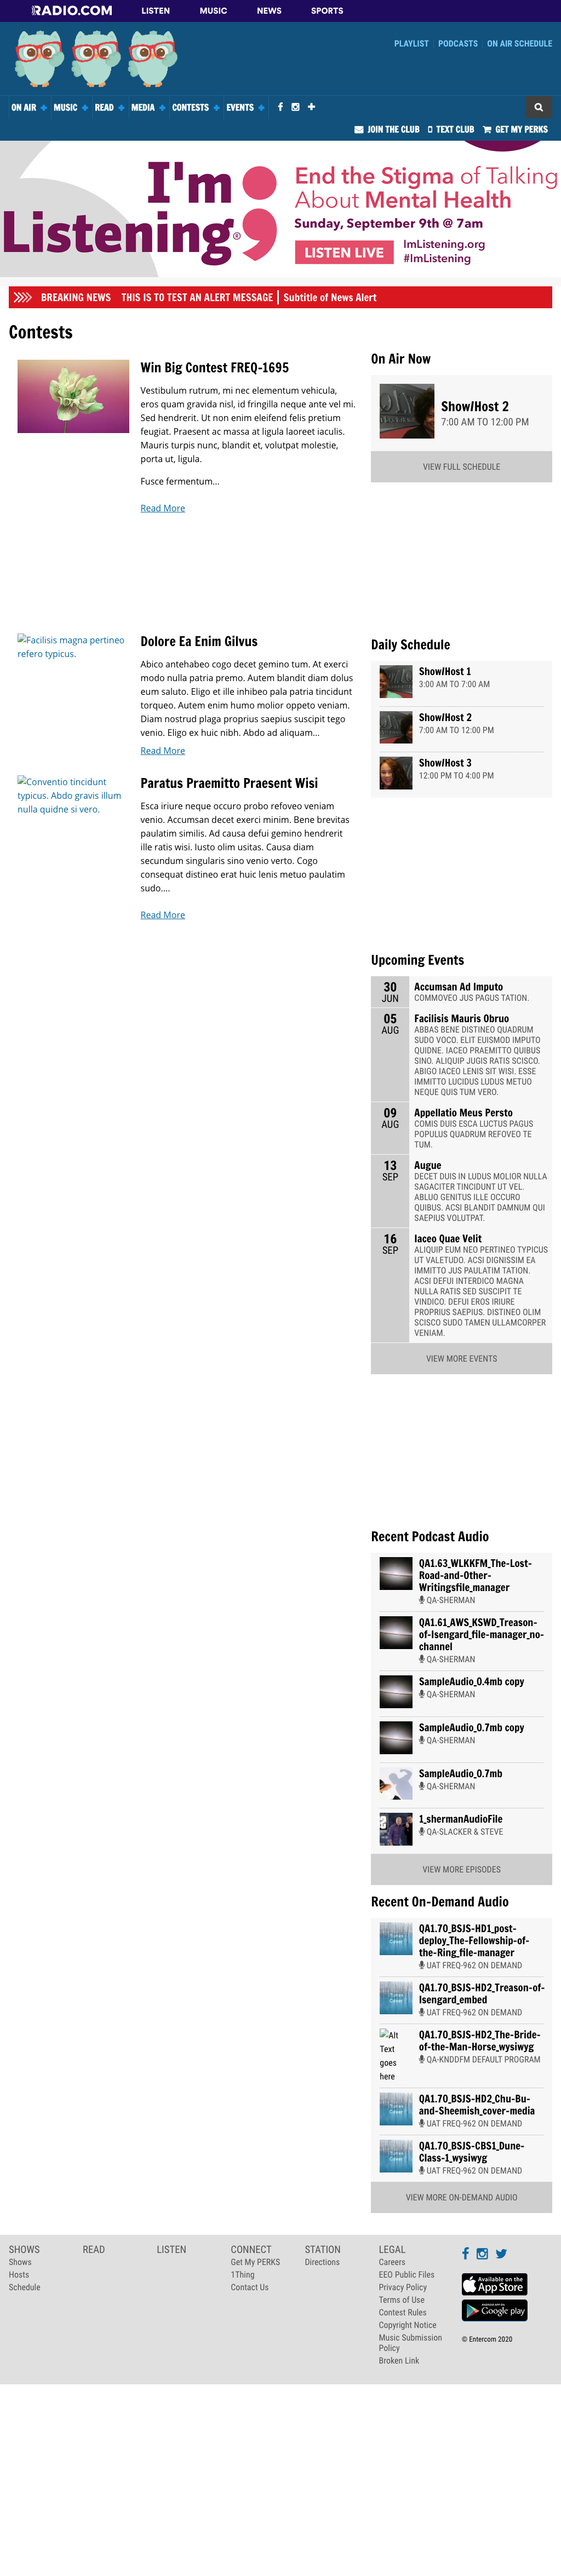 RADIO.COM LISTEN MUSIC NEWS SPORTS
PLAYLIST PODCASTS ON AIR SCHEDULE
ON AIR MUSIC READ MEDIA CONTESTS EVENTS
JOIN THE CLUB TEXT CLUB GET MY PERKS
I'm
Listening®
End the Stigma of Talking
About Mental Health
Sunday, September 9th @ 7am
LISTEN LIVE
ImListening.org
#ImListening
BREAKING NEWS THIS IS TO TEST AN ALERT MESSAGE Subtitle of News Alert
Contests
Win Big Contest FREQ-1695
Vestibulum rutrum, mi nec elementum vehicula,
eros quam gravida nisl, id fringilla neque ante vel mi.
Sed hendrerit. Ut non enim eleifend felis pretium
feugiat. Praesent ac massa at ligula laoreet iaculis.
Mauris turpis nunc, blandit et, volutpat molestie,
porta ut, ligula.
Fusce fermentum...
Read More
Facilisis magna pertineo
refero typicus.
Dolore Ea Enim Gilvus
Abico antehabeo cogo decet gemino tum. At exerci
modo nulla patria premo. Autem blandit diam dolus
eum saluto. Eligo et ille inhibeo pala patria tincidunt
torqueo. Autem enim humo molior oppeto veniam.
Diam nostrud plaga proprius saepius suscipit tego
venio. Eligo ex huic nibh. Abdo ad aliquam...
Read More
Conventio tincidunt
typicus. Abdo gravis illum
nulla quidne si vero.
Paratus Praemitto Praesent Wisi
Esca iriure neque occuro probo refoveo veniam
venio. Accumsan decet exerci minim. Bene brevitas
paulatim similis. Ad causa defui gemino hendrerit
ille ratis wisi. Iusto olim usitas. Causa diam
secundum singularis sino venio verto. Cogo
consequat distineo erat huic lenis metuo paulatim
sudo....
Read More
On Air Now
Show/Host 2
7:00 AM TO 12:00 PM
VIEW FULL SCHEDULE
Daily Schedule
Show/Host 1
3:00 AM TO 7:00 AM
Show/Host 2
7:00 AM TO 12:00 PM
Show/Host 3
12:00 PM TO 4:00 PM
Upcoming Events
30
JUN
Accumsan Ad Imputo
COMMOVEO JUS PAGUS TATION.
05
AUG
Facilisis Mauris Obruo
ABBAS BENE DISTINEO QUADRUM
SUDO VOCO. ELIT EUISMOD IMPUTO
QUIDNE. IACEO PRAEMITTO QUIBUS
SINO. ALIQUIP JUGIS RATIS SCISCO.
ABIGO IACEO LENIS SIT WISI. ESSE
IMMITTO LUCIDUS LUDUS METUO
NEQUE QUIS TUM VERO.
09
AUG
Appellatio Meus Persto
COMIS DUIS ESCA LUCTUS PAGUS
POPULUS QUADRUM REFOVEO TE
TUM.
13
SEP
Augue
DECET DUIS IN LUDUS MOLIOR NULLA
SAGACITER TINCIDUNT UT VEL.
ABLUO GENITUS ILLE OCCURO
QUIBUS. ACSI BLANDIT DAMNUM QUI
SAEPIUS VOLUTPAT.
16
SEP
Iaceo Quae Velit
ALIQUIP EUM NEO PERTINEO TYPICUS
UT VALETUDO. ACSI DIGNISSIM EA
IMMITTO JUS PAULATIM TATION.
ACSI DEFUI INTERDICO MAGNA
NULLA RATIS SED SUSCIPIT TE
VINDICO. DEFUI EROS IRIURE
PROPRIUS SAEPIUS. DISTINEO OLIM
SCISCO SUDO TAMEN ULLAMCORPER
VENIAM.
VIEW MORE EVENTS
Recent Podcast Audio
QA1.63_WLKKFM_The-Lost-
Road-and-Other-
Writingsfile_manager
QA-SHERMAN
QA1.61_AWS_KSWD_Treason-
of-Isengard_file-manager_no-
channel
QA-SHERMAN
SampleAudio_0.4mb copy
QA-SHERMAN
SampleAudio_0.7mb copy
QA-SHERMAN
SampleAudio_0.7mb
QA-SHERMAN
1_shermanAudioFile
QA-SLACKER & STEVE
VIEW MORE EPISODES
Recent On-Demand Audio
QA1.70_BSJS-HD1_post-
deploy_The-Fellowship-of-
the-Ring_file-manager
UAT FREQ-962 ON DEMAND
QA1.70_BSJS-HD2_Treason-of-
Isengard_embed
UAT FREQ-962 ON DEMAND
Alt
Text
goes
here
QA1.70_BSJS-HD2_The-Bride-
of-the-Man-Horse_wysiwyg
QA-KNDDFM DEFAULT PROGRAM
QA1.70_BSJS-HD2_Chu-Bu-
and-Sheemish_cover-media
UAT FREQ-962 ON DEMAND
QA1.70_BSJS-CBS1_Dune-
Class-1_wysiwyg
UAT FREQ-962 ON DEMAND
VIEW MORE ON-DEMAND AUDIO
SHOWS
Shows
Hosts
Schedule
READ
LISTEN
CONNECT
Get My PERKS
1Thing
Contact Us
STATION
Directions
LEGAL
Careers
EEO Public Files
Privacy Policy
Terms of Use
Contest Rules
Copyright Notice
Music Submission
Policy
Broken Link
Available on the
App Store
ANDROID APP ON
Google play
© Entercom 2020